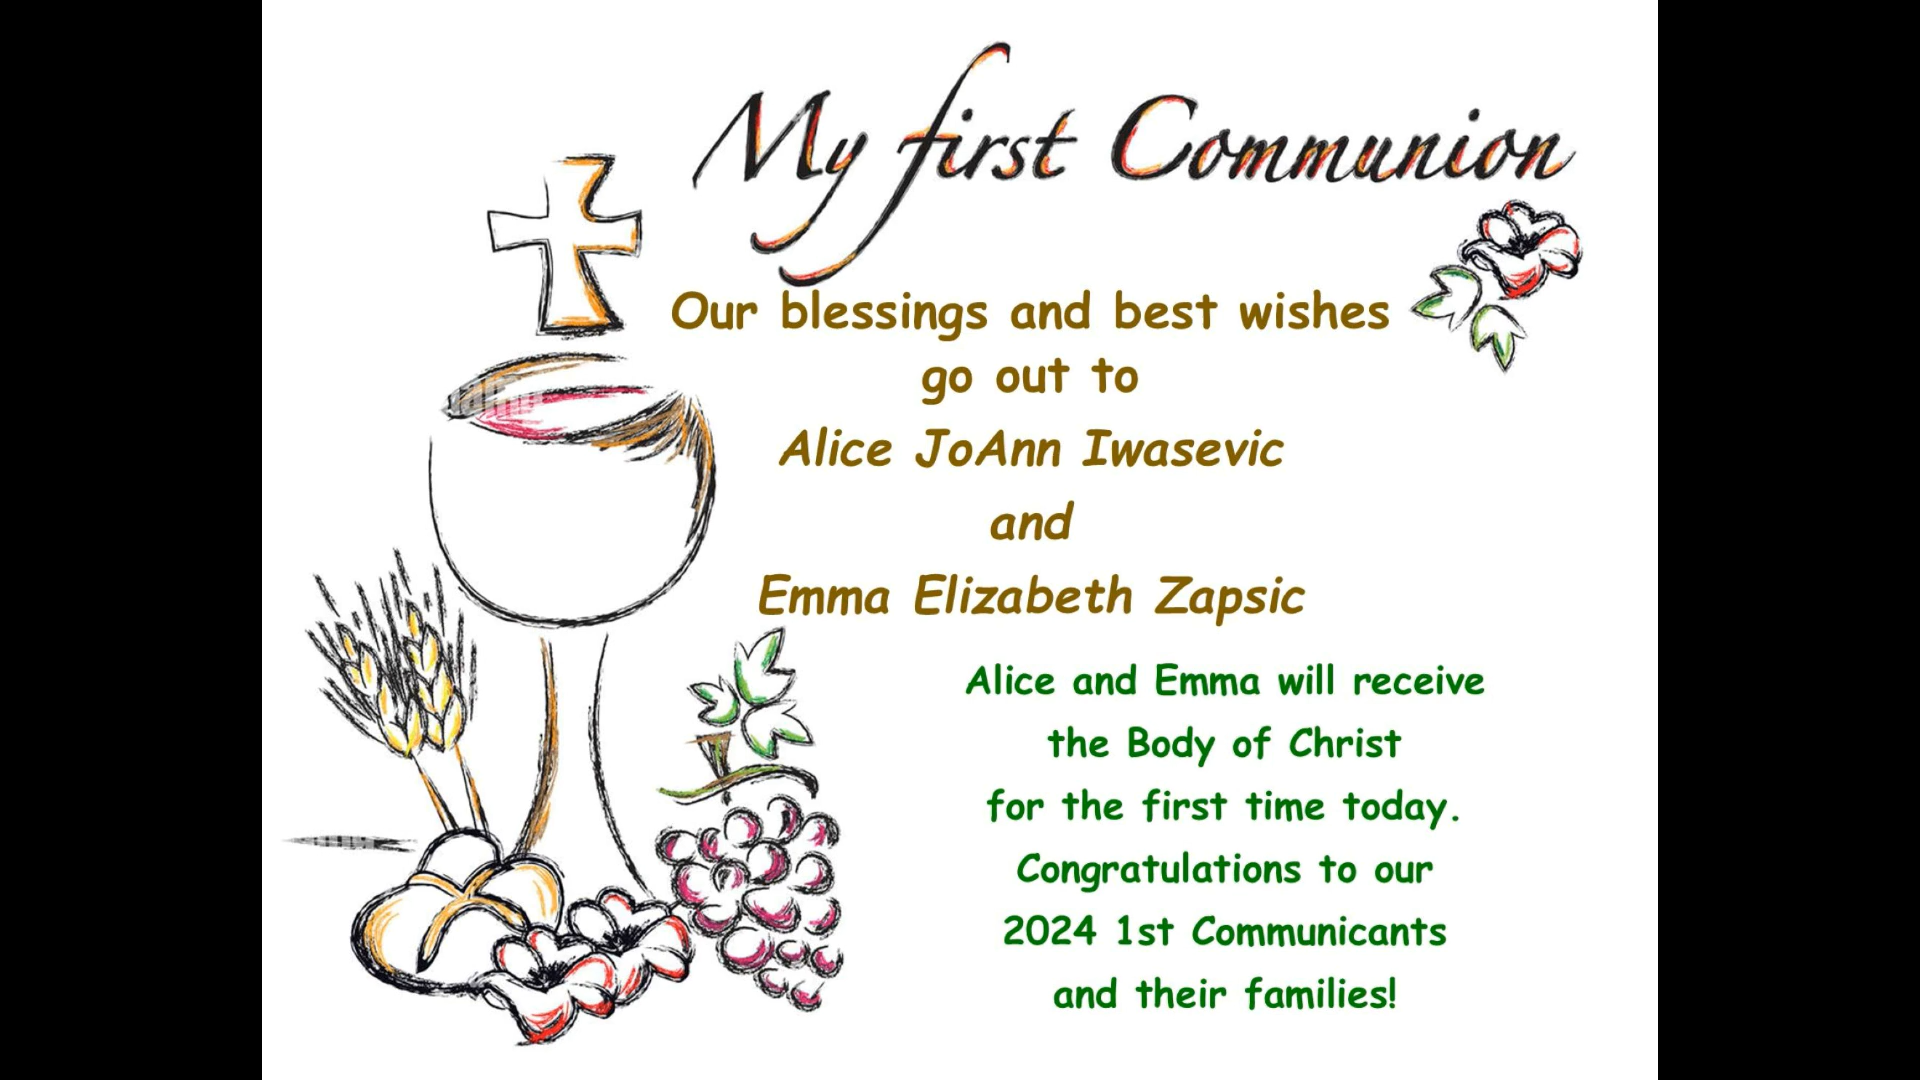 My first Communion
Our blessings and best wishes
go out to
Alice JoAnn Iwasevic
and
Emma Elizabeth Zapsic
Alice and Emma will receive
the Body of Christ
for the first time today.
Congratulations to our
2024 1st Communicants
and their families!